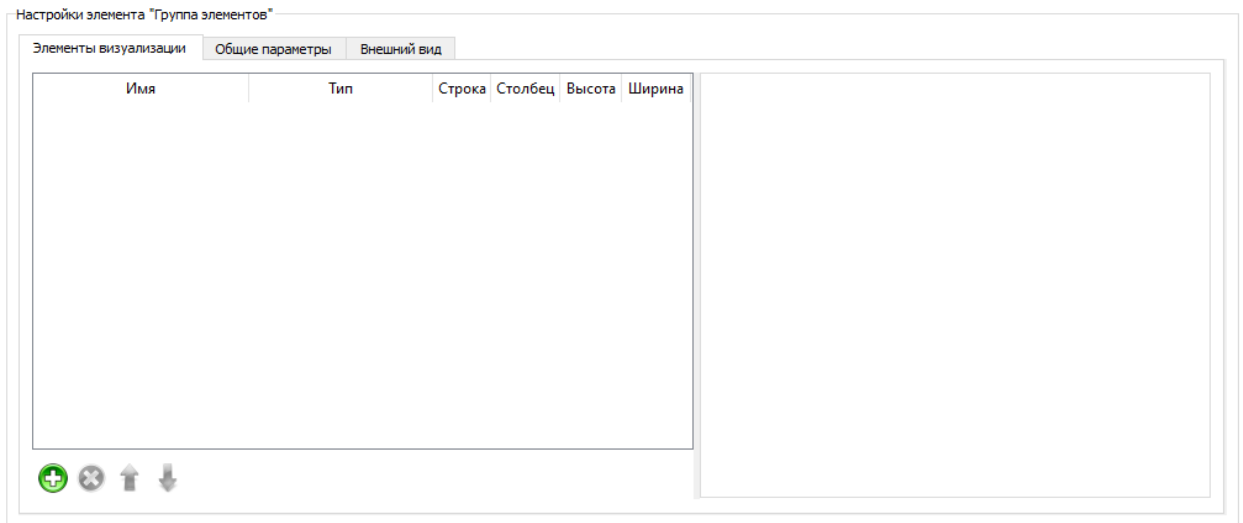 Настройки элемента "Группа элементов"
Элементы визуализации Общие параметры Внешний вид
Имя Тип Строка Столбец Высота Ширина